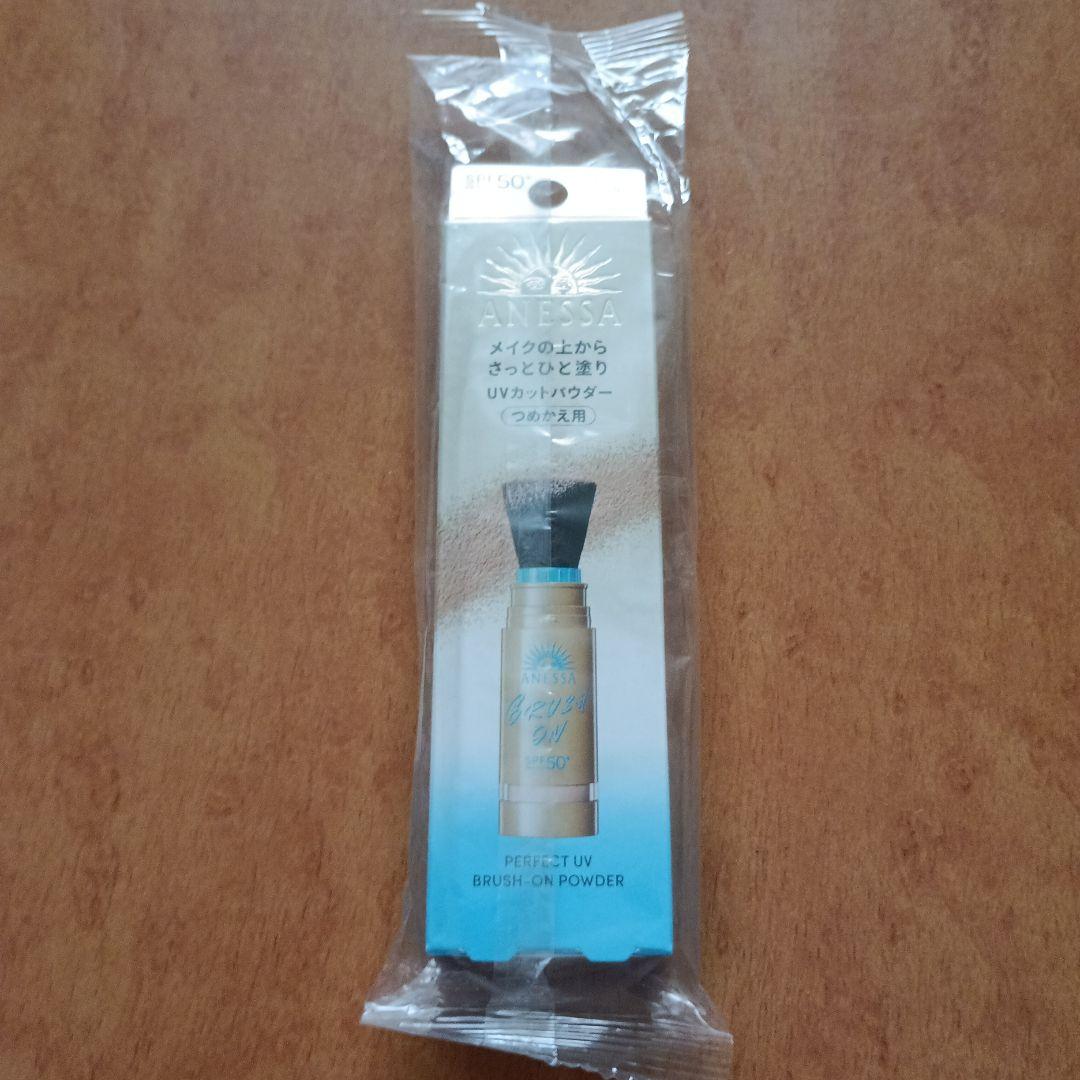 SPF50+
ANESSA
メイクの上から
さっとひと塗り
UVカットパウダー
つめかえ用
ANESSA
BRUSH
ON
SPF50+
PERFECT UV
BRUSH-ON POWDER